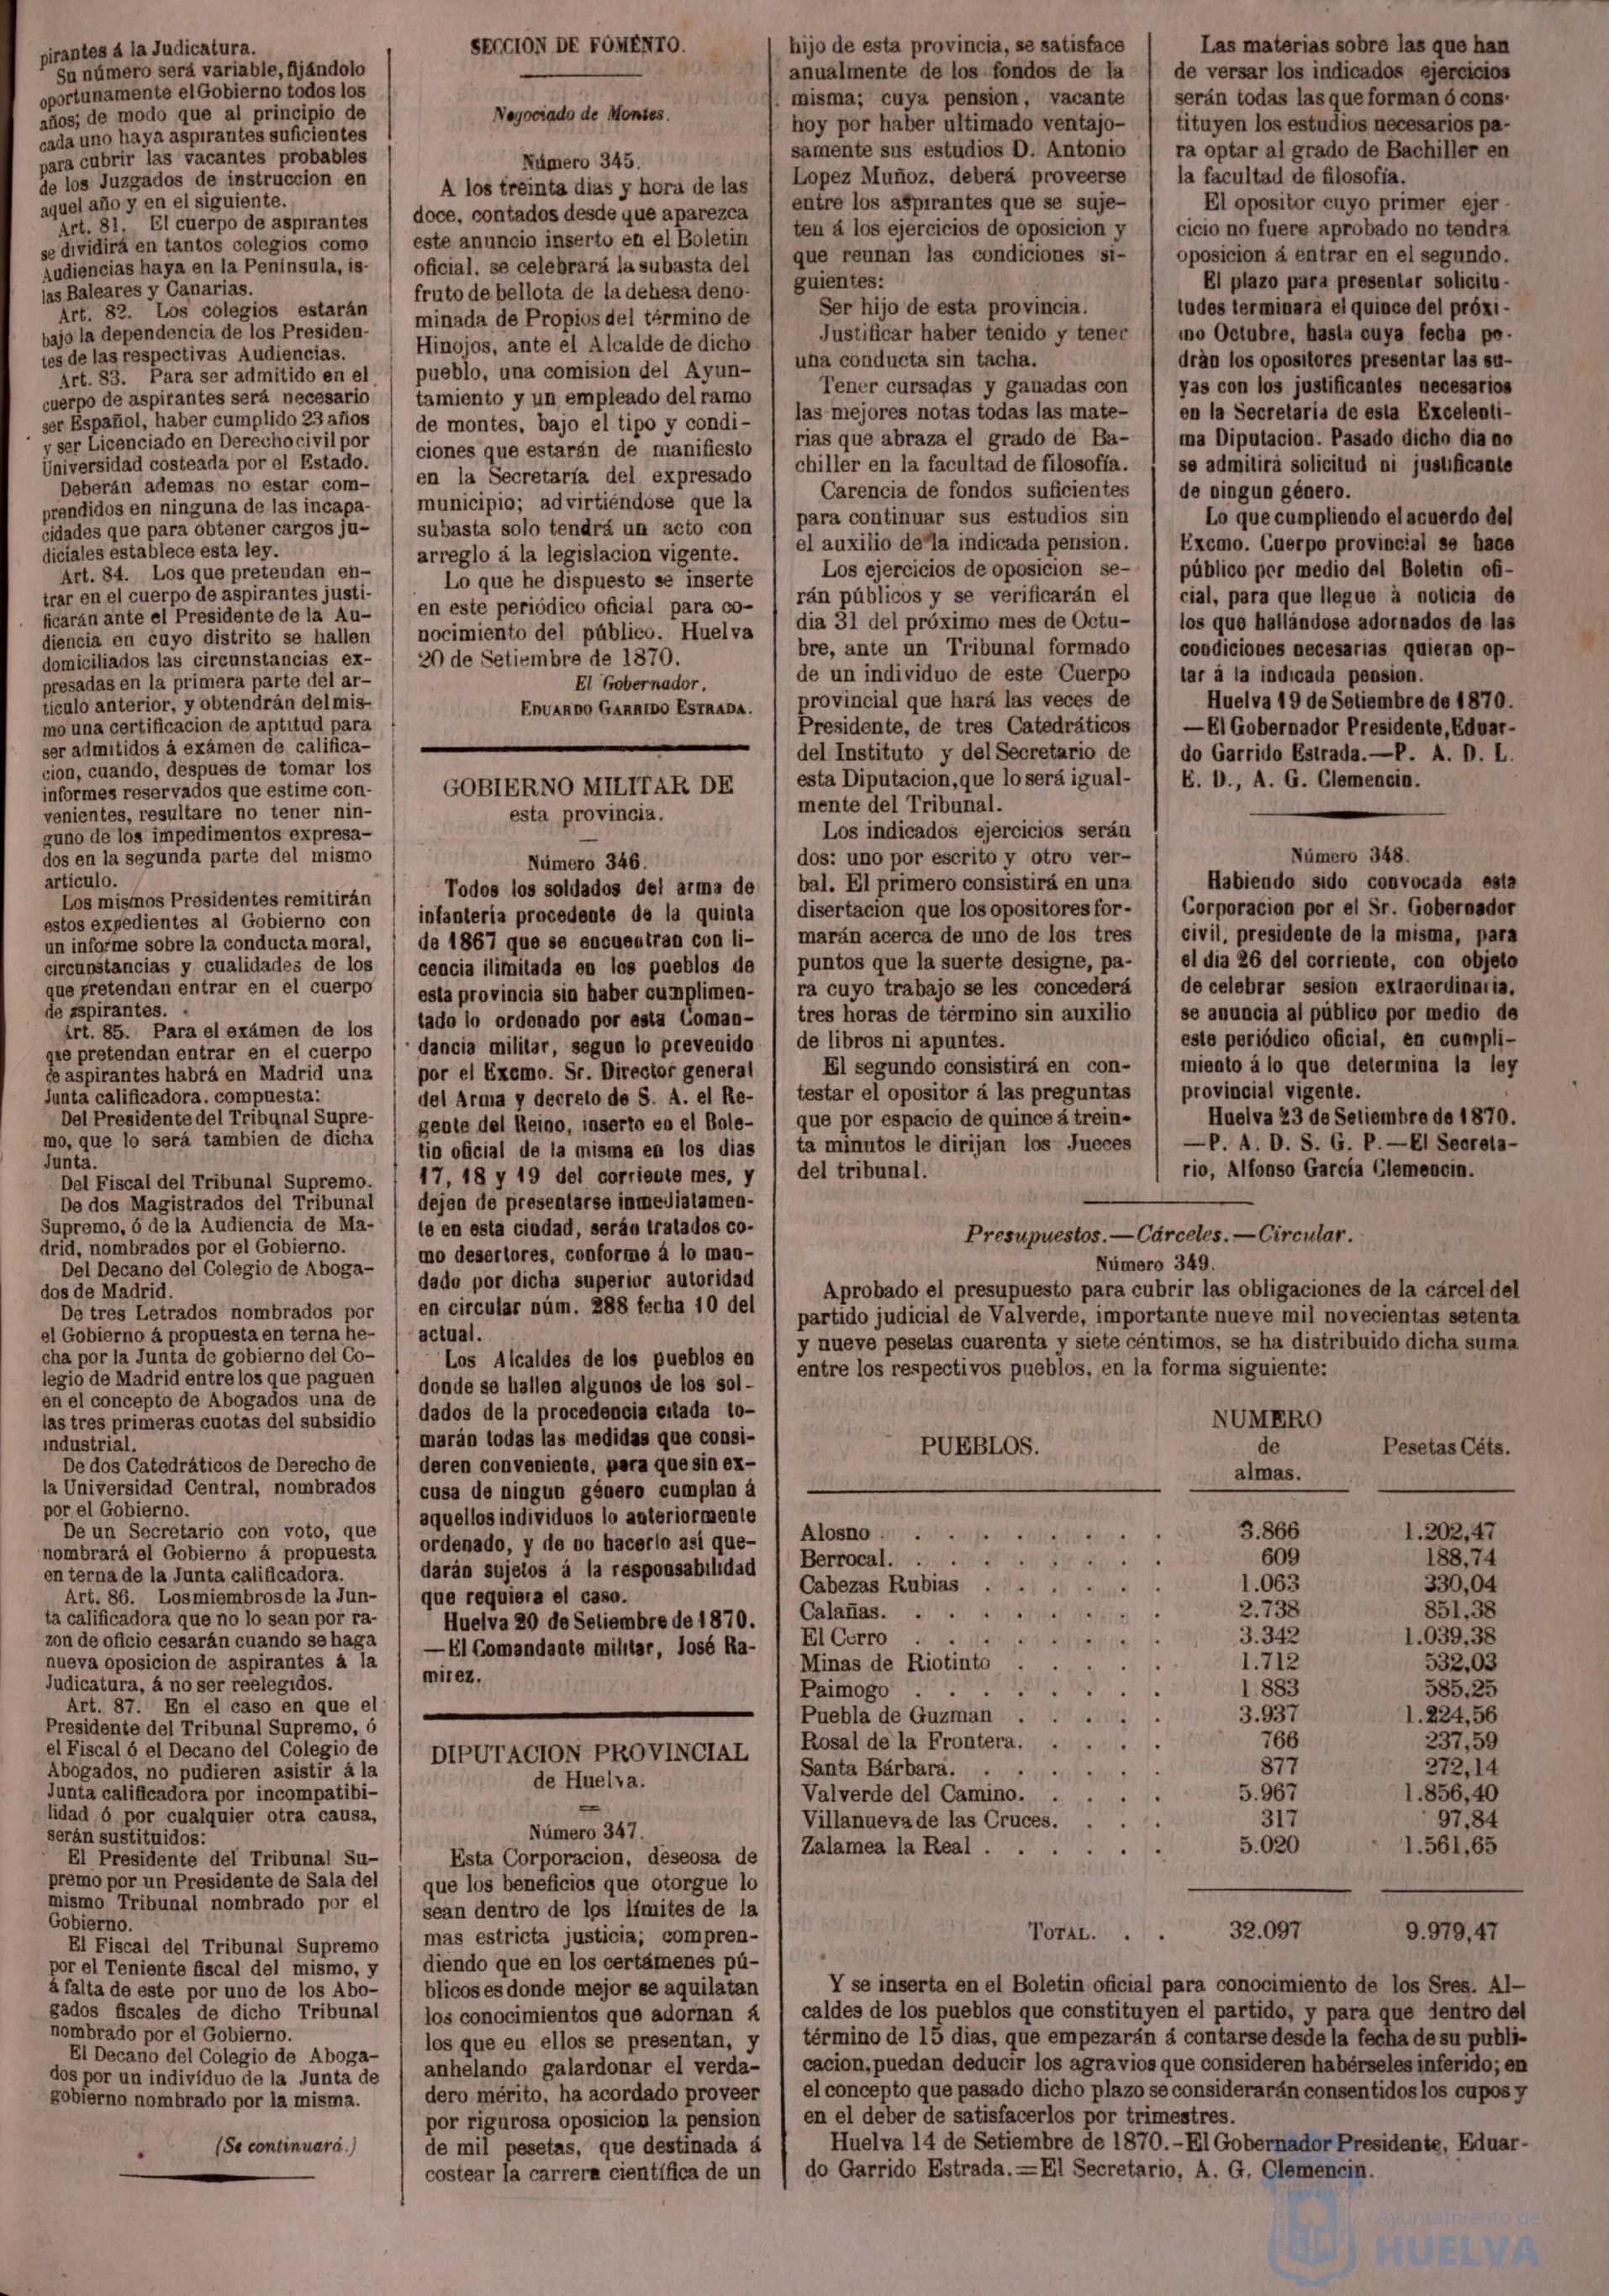 pirantes á la Judicatura.
Su número será variable, fijándolo
oportunamente el Gobierno todos los
años; de modo que al principio de
cada uno haya aspirantes suficientes
para cubrir las vacantes probables
de los Juzgados de instruccion en
aquel año y en el siguiente.
Art. 81. El cuerpo de aspirantes
se dividirá en tantos colegios como
Audiencias haya en la Península, is-
las Baleares y Canarias.
Art. 82. Los colegios estarán
bajo la dependencia de los Presiden-
tes de las respectivas Audiencias.
Art. 83. Para ser admitido en el
cuerpo de aspirantes será necesario
ser Español, haber cumplido 23 años
y ser Licenciado en Derecho civil por
Universidad costeada por el Estado.
Deberán ademas no estar com-
prendidos en ninguna de las incapa-
cidades que para obtener cargos ju-
diciales establece esta ley.
Art. 84. Los que pretendan en-
trar en el cuerpo de aspirantes justi-
ficarán ante el Presidente de la Au-
diencia en cuyo distrito se hallen
domiciliados las circunstancias ex-
presadas en la primera parte del ar-
tículo anterior, y obtendrán del mis-
mo una certificacion de aptitud para
ser admitidos á exámen de califica-
cion, cuando, despues de tomar los
informes reservados que estime con-
venientes, resultare no tener nin-
guno de los impedimentos expresa-
dos en la segunda parte del mismo
artículo.
Los mismos Presidentes remitirán
estos expedientes al Gobierno con
un informe sobre la conducta moral,
circunstancias y cualidades de los
que pretendan entrar en el cuerpo
de aspirantes.
Art. 85. Para el exámen de los
que pretendan entrar en el cuerpo
de aspirantes habrá en Madrid una
Junta calificadora, compuesta:
Del Presidente del Tribunal Supre-
mo, que lo será tambien de dicha
Junta.
Del Fiscal del Tribunal Supremo.
De dos Magistrados del Tribunal
Supremo, ó de la Audiencia de Ma-
drid, nombrados por el Gobierno.
Del Decano del Colegio de Aboga-
dos de Madrid.
De tres Letrados nombrados por
el Gobierno á propuesta en terna he-
cha por la Junta de gobierno del Co-
legio de Madrid entre los que paguen
en el concepto de Abogados una de
las tres primeras cuotas del subsidio
industrial.
De dos Catedráticos de Derecho de
la Universidad Central, nombrados
por el Gobierno.
De un Secretario con voto, que
nombrará el Gobierno á propuesta
en terna de la Junta calificadora.
Art. 86. Los miembros de la Jun-
ta calificadora que no lo sean por ra-
zon de oficio cesarán cuando se haga
nueva oposicion de aspirantes á la
Judicatura, á no ser reelegidos.
Art. 87. En el caso en que el
Presidente del Tribunal Supremo, ó
el Fiscal ó el Decano del Colegio de
Abogados, no pudieren asistir á la
Junta calificadora por incompatibi-
lidad ó por cualquier otra causa,
serán sustituidos:
El Presidente del Tribunal Su-
premo por un Presidente de Sala del
mismo Tribunal nombrado por el
Gobierno.
El Fiscal del Tribunal Supremo
por el Teniente fiscal del mismo, y
á falta de este por uno de los Abo-
gados fiscales de dicho Tribunal
nombrado por el Gobierno.
El Decano del Colegio de Aboga-
dos por un indivíduo de la Junta de
gobierno nombrado por la misma.
(Se continuará.)
SECCION DE FOMENTO.
Negociado de Montes.
Número 345.
A los treinta dias y hora de las
doce, contados desde que aparezca
este anuncio inserto en el Boletin
oficial, se celebrará la subasta del
fruto de bellota de la dehesa deno-
minada de Propios del término de
Hinojos, ante el Alcalde de dicho
pueblo, una comision del Ayun-
tamiento y un empleado del ramo
de montes, bajo el tipo y condi-
ciones que estarán de manifiesto
en la Secretaría del expresado
municipio; advirtiéndose que la
subasta solo tendrá un acto con
arreglo á la legislacion vigente.
Lo que he dispuesto se inserte
en este periódico oficial para co-
nocimiento del público. Huelva
20 de Setiembre de 1870.
El Gobernador,
EDUARDO GARRIDO ESTRADA.
GOBIERNO MILITAR DE
esta provincia.
Número 346.
Todos los soldados del arma de
infantería procedente de la quinta
de 1867 que se encuentran con li-
cencia ilimitada en los pueblos de
esta provincia sin haber cumplimen-
tado lo ordenado por esta Coman-
dancia militar, segun lo prevenido
por el Excmo. Sr. Director general
del Arma y decreto de S. A. el Re-
gente del Reino, inserto en el Bole-
tin oficial de la misma en los dias
17, 18 y 19 del corriente mes, y
dejen de presentarse inmediatamen-
te en esta ciudad, serán tratados co-
mo desertores, conforme á lo man-
dado por dicha superior autoridad
en circular núm. 288 fecha 10 del
actual.
Los Alcaldes de los pueblos en
donde se hallen algunos de los sol-
dados de la procedencia citada to-
marán todas las medidas que consi-
deren conveniente, para que sin ex-
cusa de ningun género cumplan á
aquellos individuos lo anteriormente
ordenado, y de no hacerlo así que-
darán sujetos á la responsabilidad
que requiera el caso.
Huelva 20 de Setiembre de 1870.
—El Comandante militar, José Ra-
mirez.
DIPUTACION PROVINCIAL
de Huelva.
Número 347.
Esta Corporacion, deseosa de
que los beneficios que otorgue lo
sean dentro de los límites de la
mas estricta justicia; compren-
diendo que en los certámenes pú-
blicos es donde mejor se aquilatan
los conocimientos que adornan á
los que en ellos se presentan, y
anhelando galardonar el verda-
dero mérito, ha acordado proveer
por rigurosa oposicion la pension
de mil pesetas, que destinada á
costear la carrera científica de un
hijo de esta provincia, se satisface
anualmente de los fondos de la
misma; cuya pension, vacante
hoy por haber ultimado ventajo-
samente sus estudios D. Antonio
Lopez Muñoz, deberá proveerse
entre los aspirantes que se suje-
ten á los ejercicios de oposicion y
que reunan las condiciones si-
guientes:
Ser hijo de esta provincia.
Justificar haber tenido y tener
una conducta sin tacha.
Tener cursadas y ganadas con
las mejores notas todas las mate-
rias que abraza el grado de Ba-
chiller en la facultad de filosofía.
Carencia de fondos suficientes
para continuar sus estudios sin
el auxilio de la indicada pension.
Los ejercicios de oposicion se-
rán públicos y se verificarán el
dia 31 del próximo mes de Octu-
bre, ante un Tribunal formado
de un individuo de este Cuerpo
provincial que hará las veces de
Presidente, de tres Catedráticos
del Instituto y del Secretario de
esta Diputacion, que lo será igual-
mente del Tribunal.
Los indicados ejercicios serán
dos: uno por escrito y otro ver-
bal. El primero consistirá en una
disertacion que los opositores for-
marán acerca de uno de los tres
puntos que la suerte designe, pa-
ra cuyo trabajo se les concederá
tres horas de término sin auxilio
de libros ni apuntes.
El segundo consistirá en con-
testar el opositor á las preguntas
que por espacio de quince á trein-
ta minutos le dirijan los Jueces
del tribunal.
Las materias sobre las que han
de versar los indicados ejercicios
serán todas las que forman ó cons-
tituyen los estudios necesarios pa-
ra optar al grado de Bachiller en
la facultad de filosofía.
El opositor cuyo primer ejer-
cicio no fuere aprobado no tendrá
oposicion á entrar en el segundo.
El plazo para presentar solicitu-
tudes terminará el quince del próxi-
mo Octubre, hasta cuya fecha po-
drán los opositores presentar las su-
yas con los justificantes necesarios
en la Secretaría de esta Excelentí-
ma Diputacion. Pasado dicho dia no
se admitirá solicitud ni justificante
de ningun género.
Lo que cumpliendo el acuerdo del
Excmo. Cuerpo provincial se hace
público por medio del Boletin ofi-
cial, para que llegue á noticia de
los que hallándose adornados de las
condiciones necesarias quieran op-
tar á la indicada pension.
Huelva 19 de Setiembre de 1870.
—El Gobernador Presidente, Eduar-
do Garrido Estrada.—P. A. D. L.
E. D., A. G. Clemencin.
Número 348.
Habiendo sido convocada esta
Corporacion por el Sr. Gobernador
civil, presidente de la misma, para
el dia 26 del corriente, con objeto
de celebrar sesion extraordinaria,
se anuncia al público por medio de
este periódico oficial, en cumpli-
miento á lo que determina la ley
provincial vigente.
Huelva 23 de Setiembre de 1870.
—P. A. D. S. G. P.—El Secreta-
rio, Alfonso García Clemencin.
Presupuestos.—Cárceles.—Circular.
Número 349.
Aprobado el presupuesto para cubrir las obligaciones de la cárcel del
partido judicial de Valverde, importante nueve mil novecientas setenta
y nueve pesetas cuarenta y siete céntimos, se ha distribuido dicha suma
entre los respectivos pueblos, en la forma siguiente:
PUEBLOS. NUMERO de almas. Pesetas Céts.
Alosno . . . . . . . . . 3.866 1.202,47
Berrocal. . . . . . . . . 609 188,74
Cabezas Rubias . . . . . . 1.063 330,04
Calañas. . . . . . . . . 2.738 851,38
El Cerro . . . . . . . . 3.342 1.039,38
Minas de Riotinto . . . . . 1.712 532,03
Paimogo . . . . . . . . 1 883 585,25
Puebla de Guzman . . . . . 3.937 1.224,56
Rosal de la Frontera. . . . . 766 237,59
Santa Bárbara. . . . . . . 877 272,14
Valverde del Camino. . . . . 5.967 1.856,40
Villanueva de las Cruces. . . . 317 97,84
Zalamea la Real . . . . . . 5.020 1.561,65
TOTAL. . . 32.097 9.979,47
Y se inserta en el Boletin oficial para conocimiento de los Sres. Al-
caldes de los pueblos que constituyen el partido, y para que dentro del
término de 15 dias, que empezarán á contarse desde la fecha de su publi-
cacion, puedan deducir los agravios que consideren habérseles inferido; en
el concepto que pasado dicho plazo se considerarán consentidos los cupos y
en el deber de satisfacerlos por trimestres.
Huelva 14 de Setiembre de 1870.-El Gobernador Presidente, Eduar-
do Garrido Estrada.=El Secretario, A. G. Clemencin.
Ayuntamiento de
HUELVA